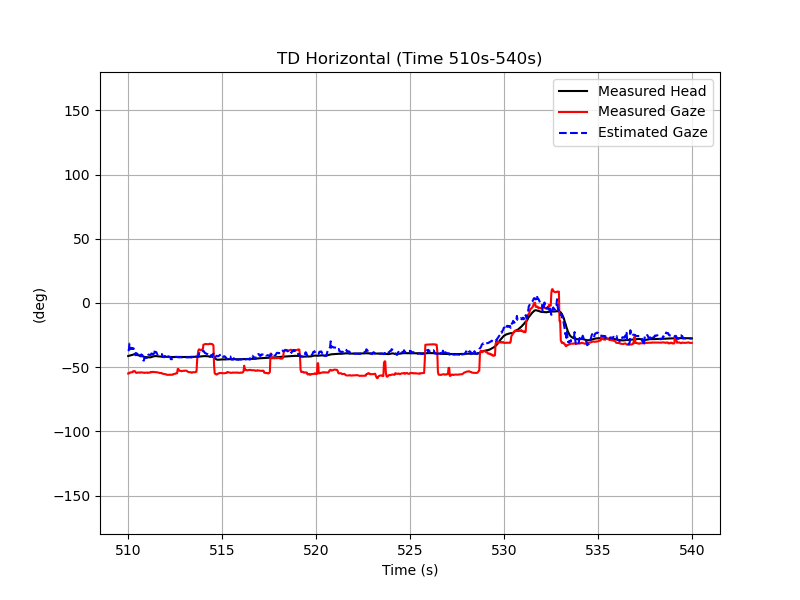 TD Horizontal (Time 510s-540s)
Measured Head
Measured Gaze
Estimated Gaze
150
100
50
0
−50
−100
−150
(deg)
510 515 520 525 530 535 540
Time (s)